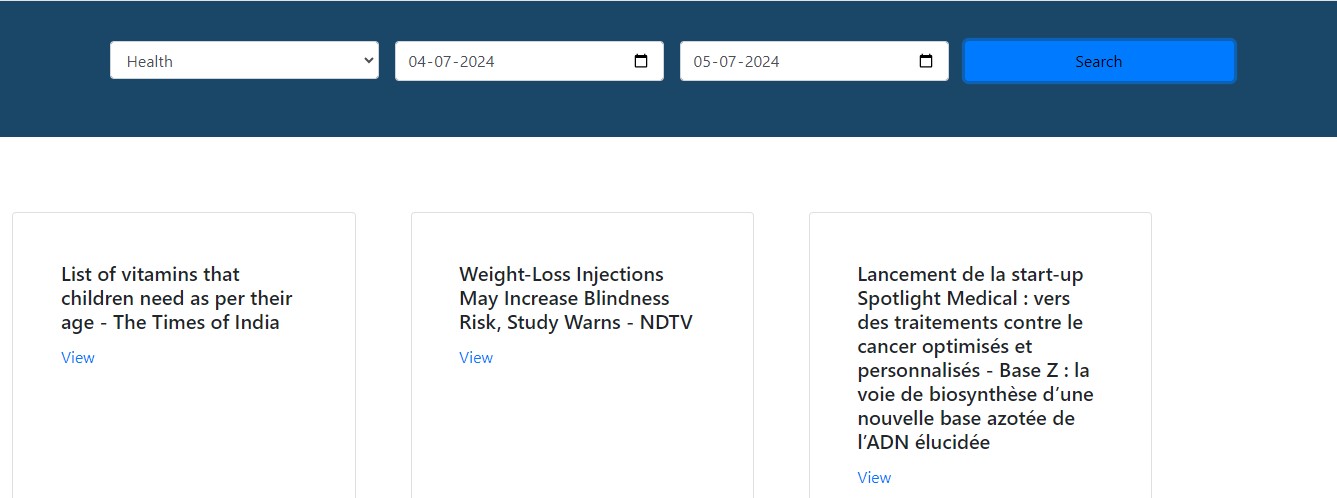 Health
04-07-2024
05-07-2024
Search
List of vitamins that
children need as per their
age - The Times of India
View
Weight-Loss Injections
May Increase Blindness
Risk, Study Warns - NDTV
View
Lancement de la start-up
Spotlight Medical : vers
des traitements contre le
cancer optimisés et
personnalisés - Base Z : la
voie de biosynthèse d’une
nouvelle base azotée de
l’ADN élucidée
View